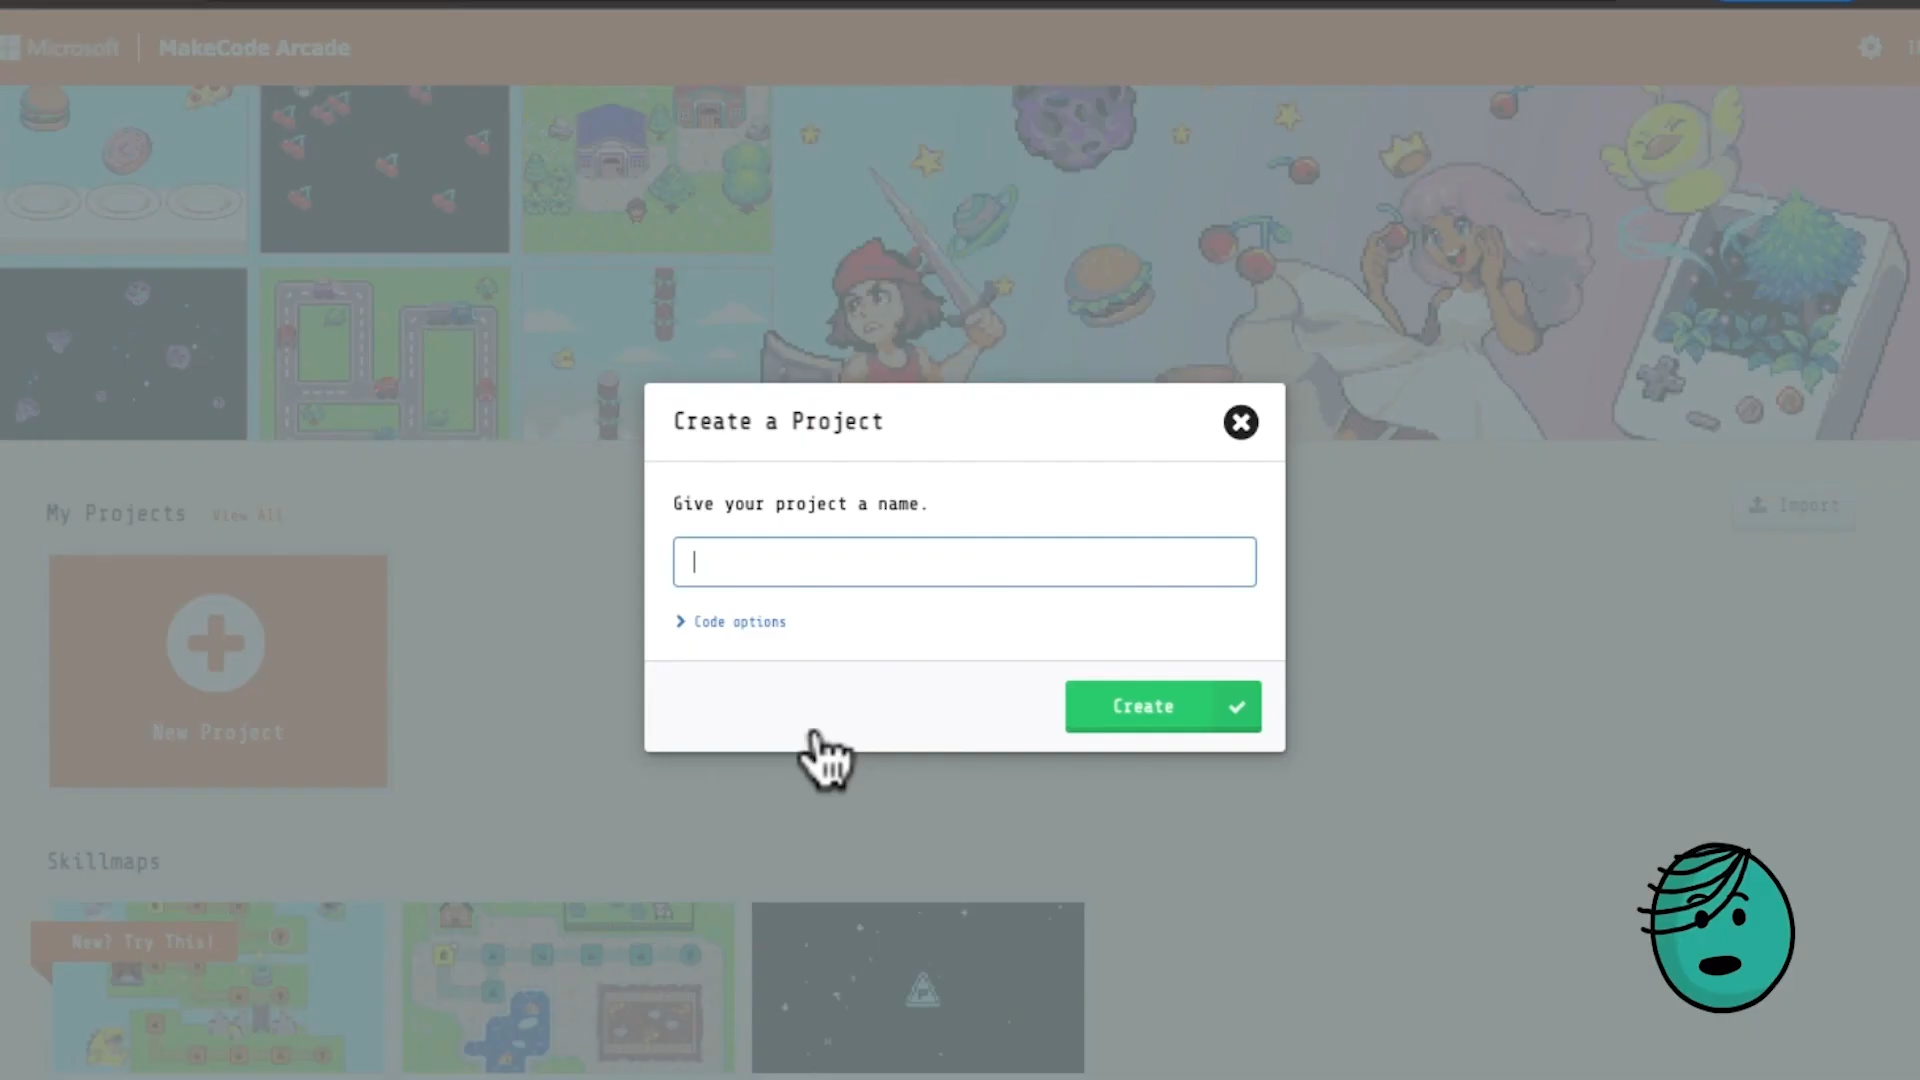 Microsoft | MakeCode Arcade
My Projects View All
Import
New Project
Create a Project
Give your project a name.
Code options
Create
Skillmaps
New? Try This!